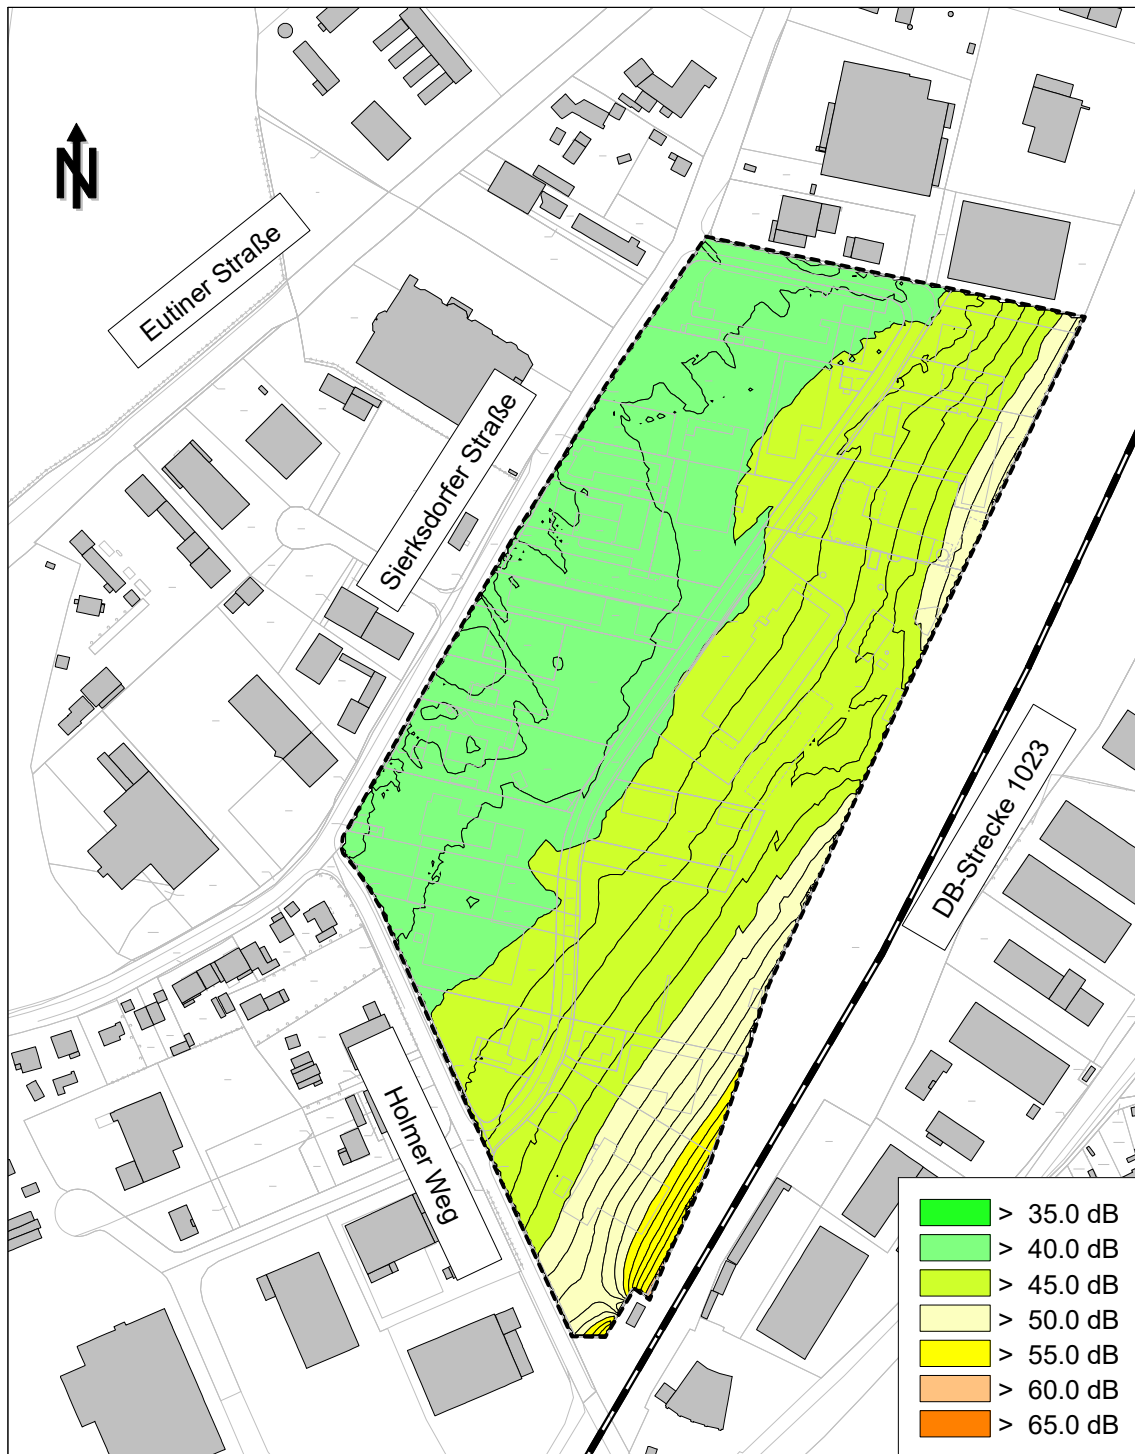 N
Eutiner Straße
Sierksdorfer Straße
DB-Strecke 1023
Holmer Weg
> 35.0 dB
> 40.0 dB
> 45.0 dB
> 50.0 dB
> 55.0 dB
> 60.0 dB
> 65.0 dB